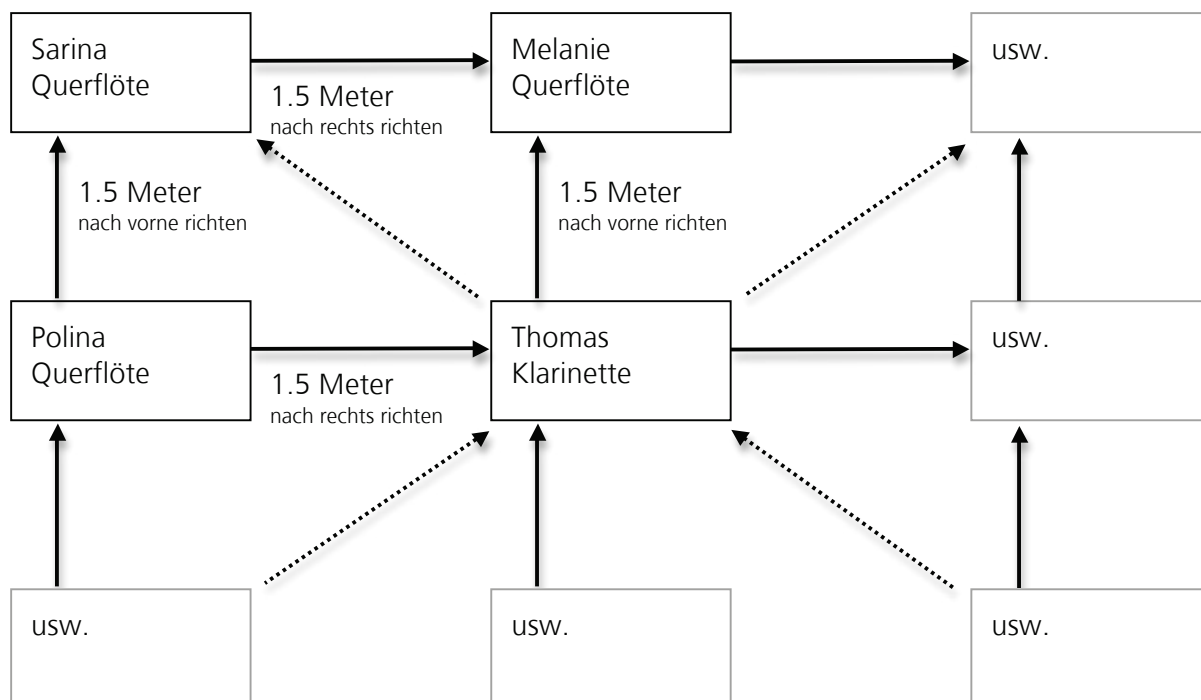 Sarina
Querflöte
1.5 Meter
nach rechts richten
Melanie
Querflöte
usw.
1.5 Meter
nach vorne richten
1.5 Meter
nach vorne richten
Polina
Querflöte
1.5 Meter
nach rechts richten
Thomas
Klarinette
usw.
usw.
usw.
usw.